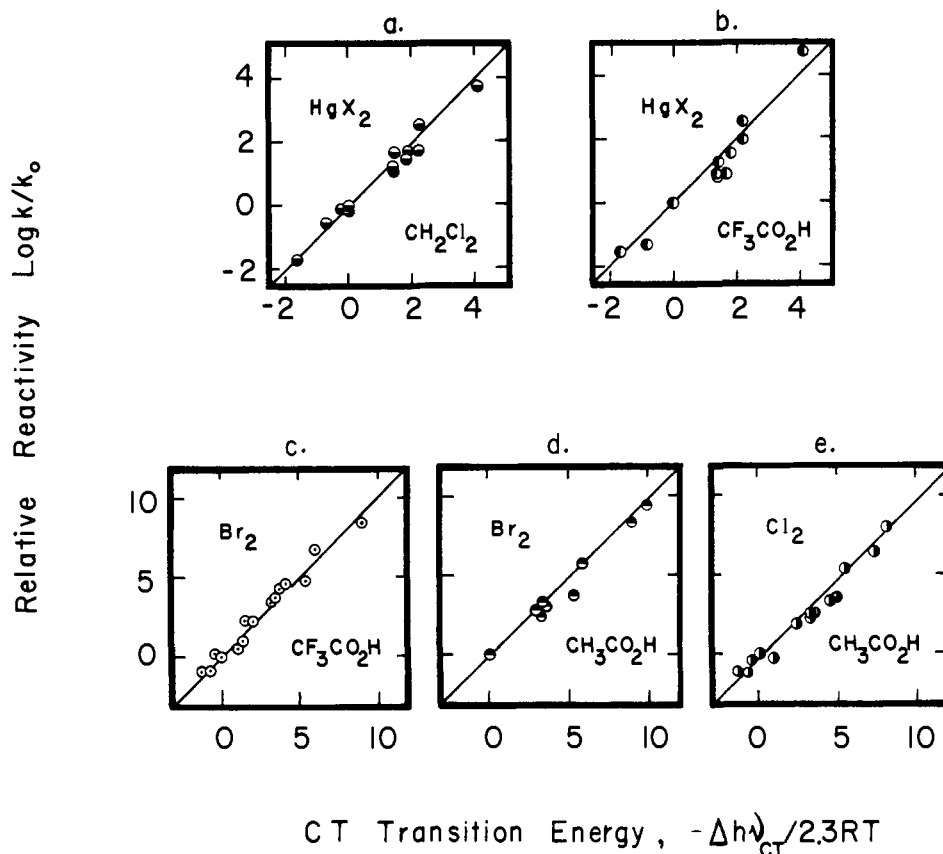 a.
b.
HgX₂
CH₂Cl₂
4
2
0
-2
-2 0 2 4
HgX₂
CF₃CO₂H
-2 0 2 4
c.
d.
e.
Br₂
CF₃CO₂H
10
5
0
0 5 10
Br₂
CH₃CO₂H
0 5 10
Cl₂
CH₃CO₂H
0 5 10
Relative Reactivity Log k/k₀
CT Transition Energy, -Δhν_CT/2.3RT